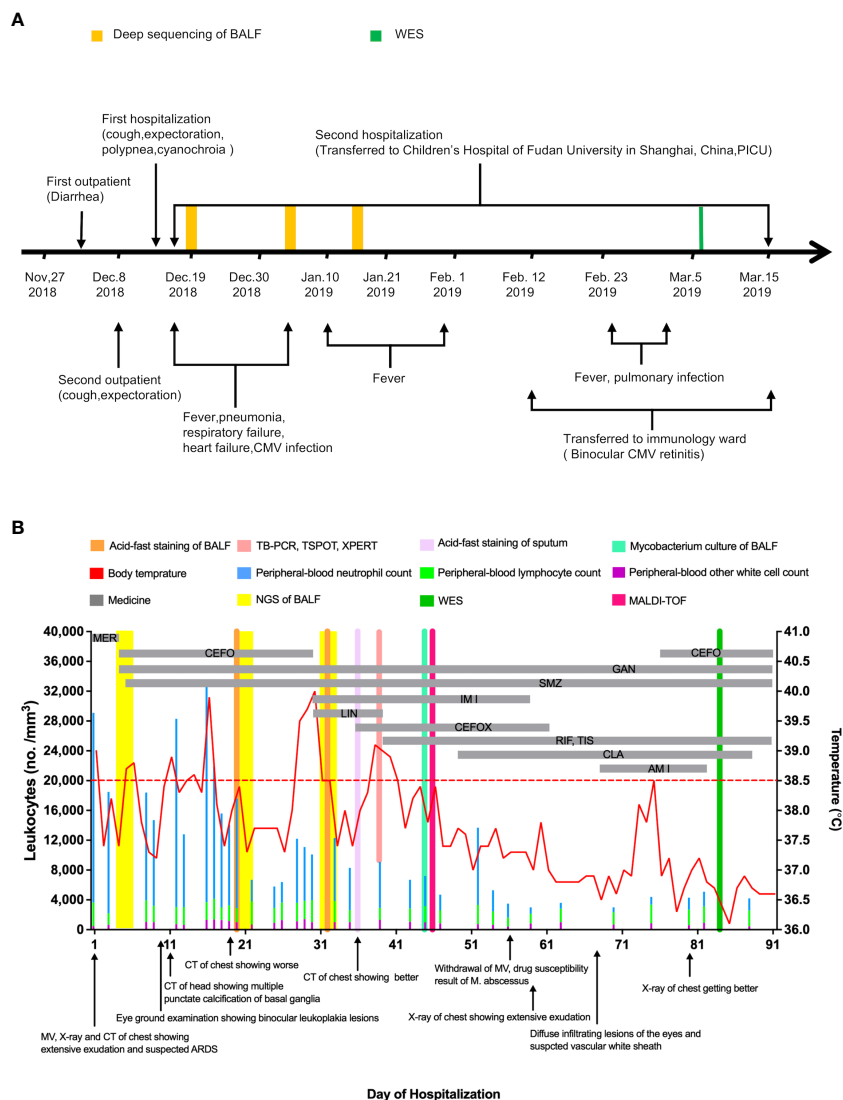 A
Deep sequencing of BALF
WES
First hospitalization
(cough,expectoration,
polypnea,cyanochroia )
Second hospitalization
(Transferred to Children's Hospital of Fudan University in Shanghai, China,PICU)
First outpatient
(Diarrhea)
Nov,27
2018
Dec.8
2018
Dec.19
2018
Dec.30
2018
Jan.10
2019
Jan.21
2019
Feb. 1
2019
Feb. 12
2019
Feb. 23
2019
Mar.5
2019
Mar.15
2019
Second outpatient
(cough,expectoration)
Fever,pneumonia,
respiratory failure,
heart failure,CMV infection
Fever
Fever, pulmonary infection
Transferred to immunology ward
( Binocular CMV retinitis)
B
Acid-fast staining of BALF
TB-PCR, TSPOT, XPERT
Acid-fast staining of sputum
Mycobacterium culture of BALF
Body temprature
Peripheral-blood neutrophil count
Peripheral-blood lymphocyte count
Peripheral-blood other white cell count
Medicine
NGS of BALF
WES
MALDI-TOF
Leukocytes (no. /mm³)
40,000
36,000
32,000
28,000
24,000
20,000
16,000
12,000
8,000
4,000
0
MER
CEFO
CEFO
GAN
SMZ
IM I
LIN
CEFOX
RIF, TIS
CLA
AM I
41.0
40.5
40.0
39.5
39.0
38.5
38.0
37.5
37.0
36.5
36.0
Temperature (°C)
1 11 21 31 41 51 61 71 81 91
CT of chest showing worse
CT of head showing multiple
punctate calcification of basal ganglia
Eye ground examination showing binocular leukoplakia lesions
MV, X-ray and CT of chest showing
extensive exudation and suspected ARDS
CT of chest showing better
Withdrawal of MV, drug susceptibility
result of M. abscessus
X-ray of chest showing extensive exudation
Diffuse infiltrating lesions of the eyes and
suspcted vascular white sheath
X-ray of chest getting better
Day of Hospitalization